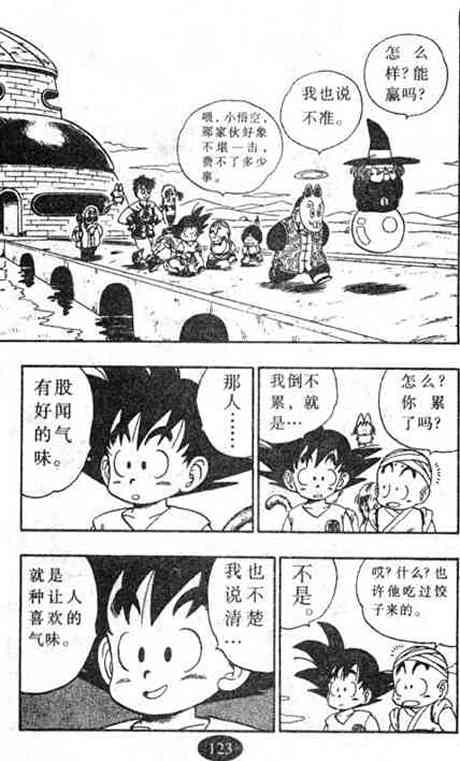 怎么
样？能
赢吗？
我也说
不准。
喂，小悟空，
那家伙好象
不堪一击，
费不了多少
事。
怎么？
你累
了吗？
我倒不
累，就
是…
那
人……
有股
好闻
的气
味。
哎？什么？也
许他吃过饺
子来的。
不
是。
我也
说不
清楚
…
就是一
种让人
喜欢的
气味。
123